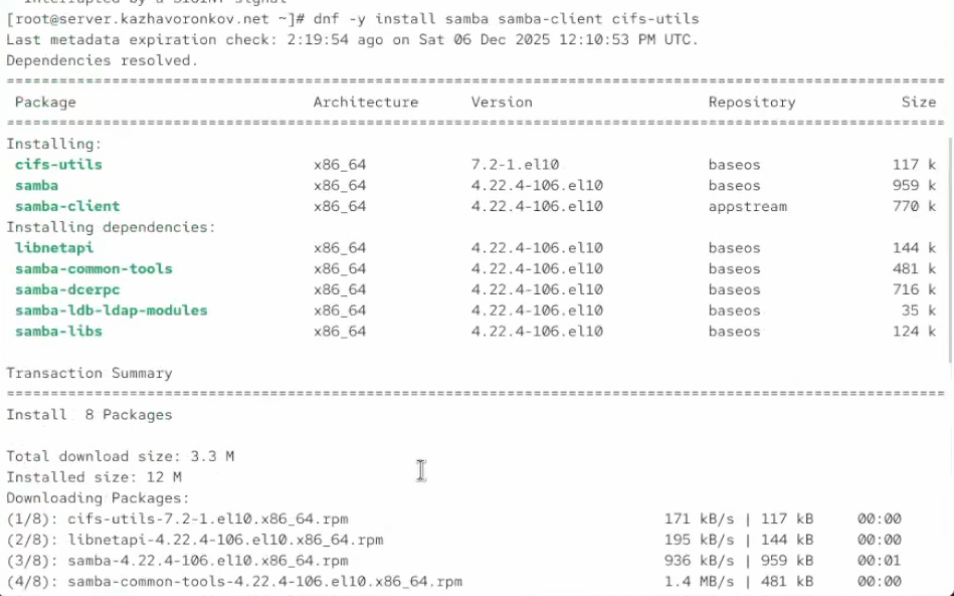 Interrupted by a SIGINT signal
[root@server.kazhavoronkov.net ~]# dnf -y install samba samba-client cifs-utils
Last metadata expiration check: 2:19:54 ago on Sat 06 Dec 2025 12:10:53 PM UTC.
Dependencies resolved.
================================================================================
Package Architecture Version Repository Size
================================================================================
Installing:
cifs-utils x86_64 7.2-1.el10 baseos 117 k
samba x86_64 4.22.4-106.el10 baseos 959 k
samba-client x86_64 4.22.4-106.el10 appstream 770 k
Installing dependencies:
libnetapi x86_64 4.22.4-106.el10 baseos 144 k
samba-common-tools x86_64 4.22.4-106.el10 baseos 481 k
samba-dcerpc x86_64 4.22.4-106.el10 baseos 716 k
samba-ldb-ldap-modules x86_64 4.22.4-106.el10 baseos 35 k
samba-libs x86_64 4.22.4-106.el10 baseos 124 k
Transaction Summary
================================================================================
Install 8 Packages
Total download size: 3.3 M
Installed size: 12 M
Downloading Packages:
(1/8): cifs-utils-7.2-1.el10.x86_64.rpm 171 kB/s | 117 kB 00:00
(2/8): libnetapi-4.22.4-106.el10.x86_64.rpm 195 kB/s | 144 kB 00:00
(3/8): samba-4.22.4-106.el10.x86_64.rpm 936 kB/s | 959 kB 00:01
(4/8): samba-common-tools-4.22.4-106.el10.x86_64.rpm 1.4 MB/s | 481 kB 00:00